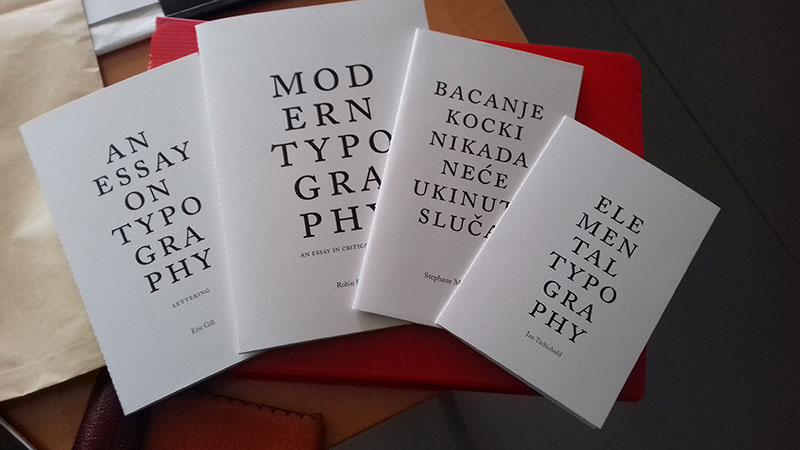 AN
ESSAY
ON
TYPO
GRA
PHY
LETTERING
Eric Gill
MOD
ERN
TYPO
GRA
PHY
AN ESSAY IN CRITICA
Robin
BACANJE
KOCKI
NIKADA
NEĆE
UKINUT
SLUČA
Stephane M
ELE
MEN
TAL
TYPO
GRA
PHY
Jan Tschichold